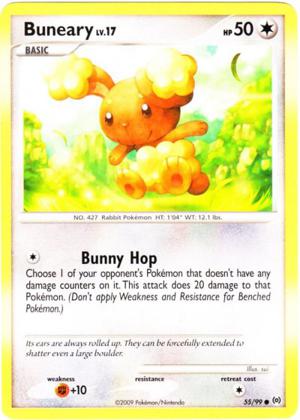 Buneary LV.17 HP 50
BASIC
NO. 427 Rabbit Pokémon HT: 1'04" WT: 12.1 lbs.
Bunny Hop
Choose 1 of your opponent's Pokémon that doesn't have any
damage counters on it. This attack does 20 damage to that
Pokémon. (Don't apply Weakness and Resistance for Benched
Pokémon.)
Its ears are always rolled up. They can be forcefully extended to
shatter even a large boulder.
Illus. sui
weakness resistance retreat cost
+10
©2009 Pokémon/Nintendo 55/99